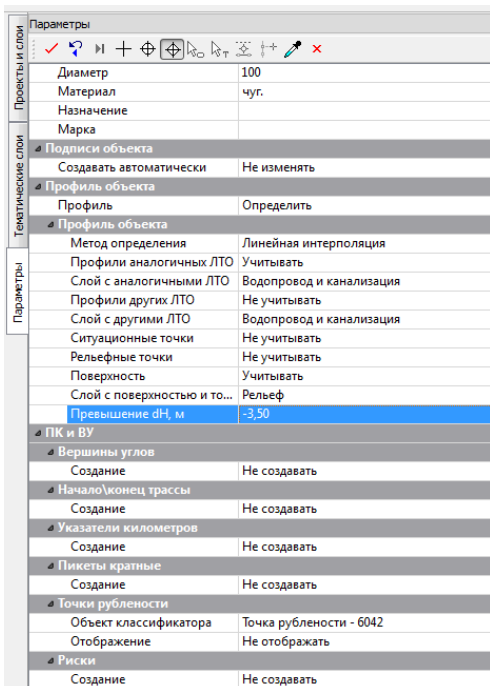 Параметры
Проекты и слои
Тематические слои
Параметры
Диаметр 100
Материал чуг.
Назначение
Марка
Подписи объекта
Создавать автоматически Не изменять
Профиль объекта
Профиль Определить
Профиль объекта
Метод определения Линейная интерполяция
Профили аналогичных ЛТО Учитывать
Слой с аналогичными ЛТО Водопровод и канализация
Профили других ЛТО Не учитывать
Слой с другими ЛТО Водопровод и канализация
Ситуационные точки Не учитывать
Рельефные точки Не учитывать
Поверхность Учитывать
Слой с поверхностью и то... Рельеф
Превышение dH, м -3,50
ПК и ВУ
Вершины углов
Создание Не создавать
Начало\конец трассы
Создание Не создавать
Указатели километров
Создание Не создавать
Пикеты кратные
Создание Не создавать
Точки рублености
Объект классификатора Точка рублености - 6042
Отображение Не отображать
Риски
Создание Не создавать